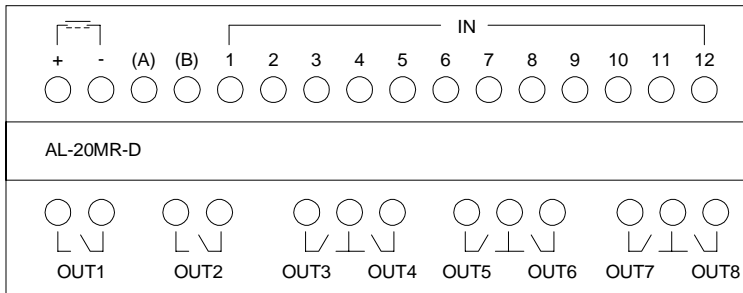 IN
+ - (A) (B) 1 2 3 4 5 6 7 8 9 10 11 12
AL-20MR-D
OUT1 OUT2 OUT3 OUT4 OUT5 OUT6 OUT7 OUT8